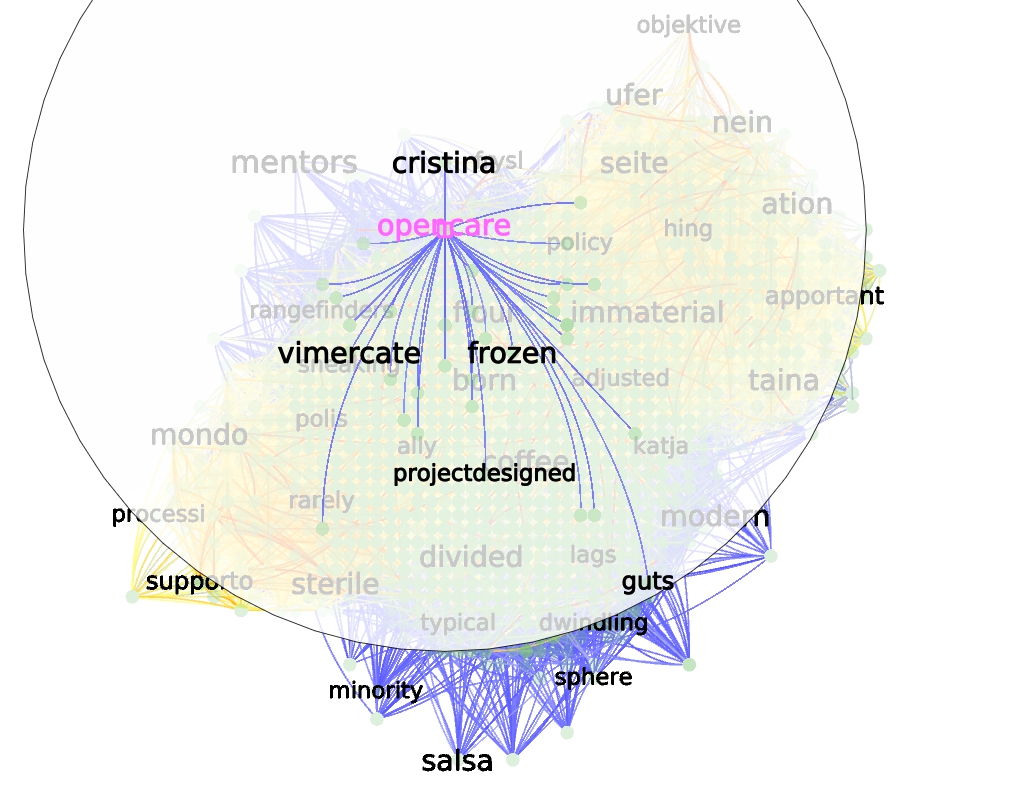 objektive
ufer
nein
mentors
cristina
seite
ation
opencare
hing
policy
apportant
rangefinders
flour
immaterial
vimercate
frozen
sneaking
born
adjusted
taina
polis
mondo
ally
katja
coffee
projectdesigned
rarely
processi
modern
divided
lags
supporto
sterile
guts
typical
dwindling
sphere
minority
salsa